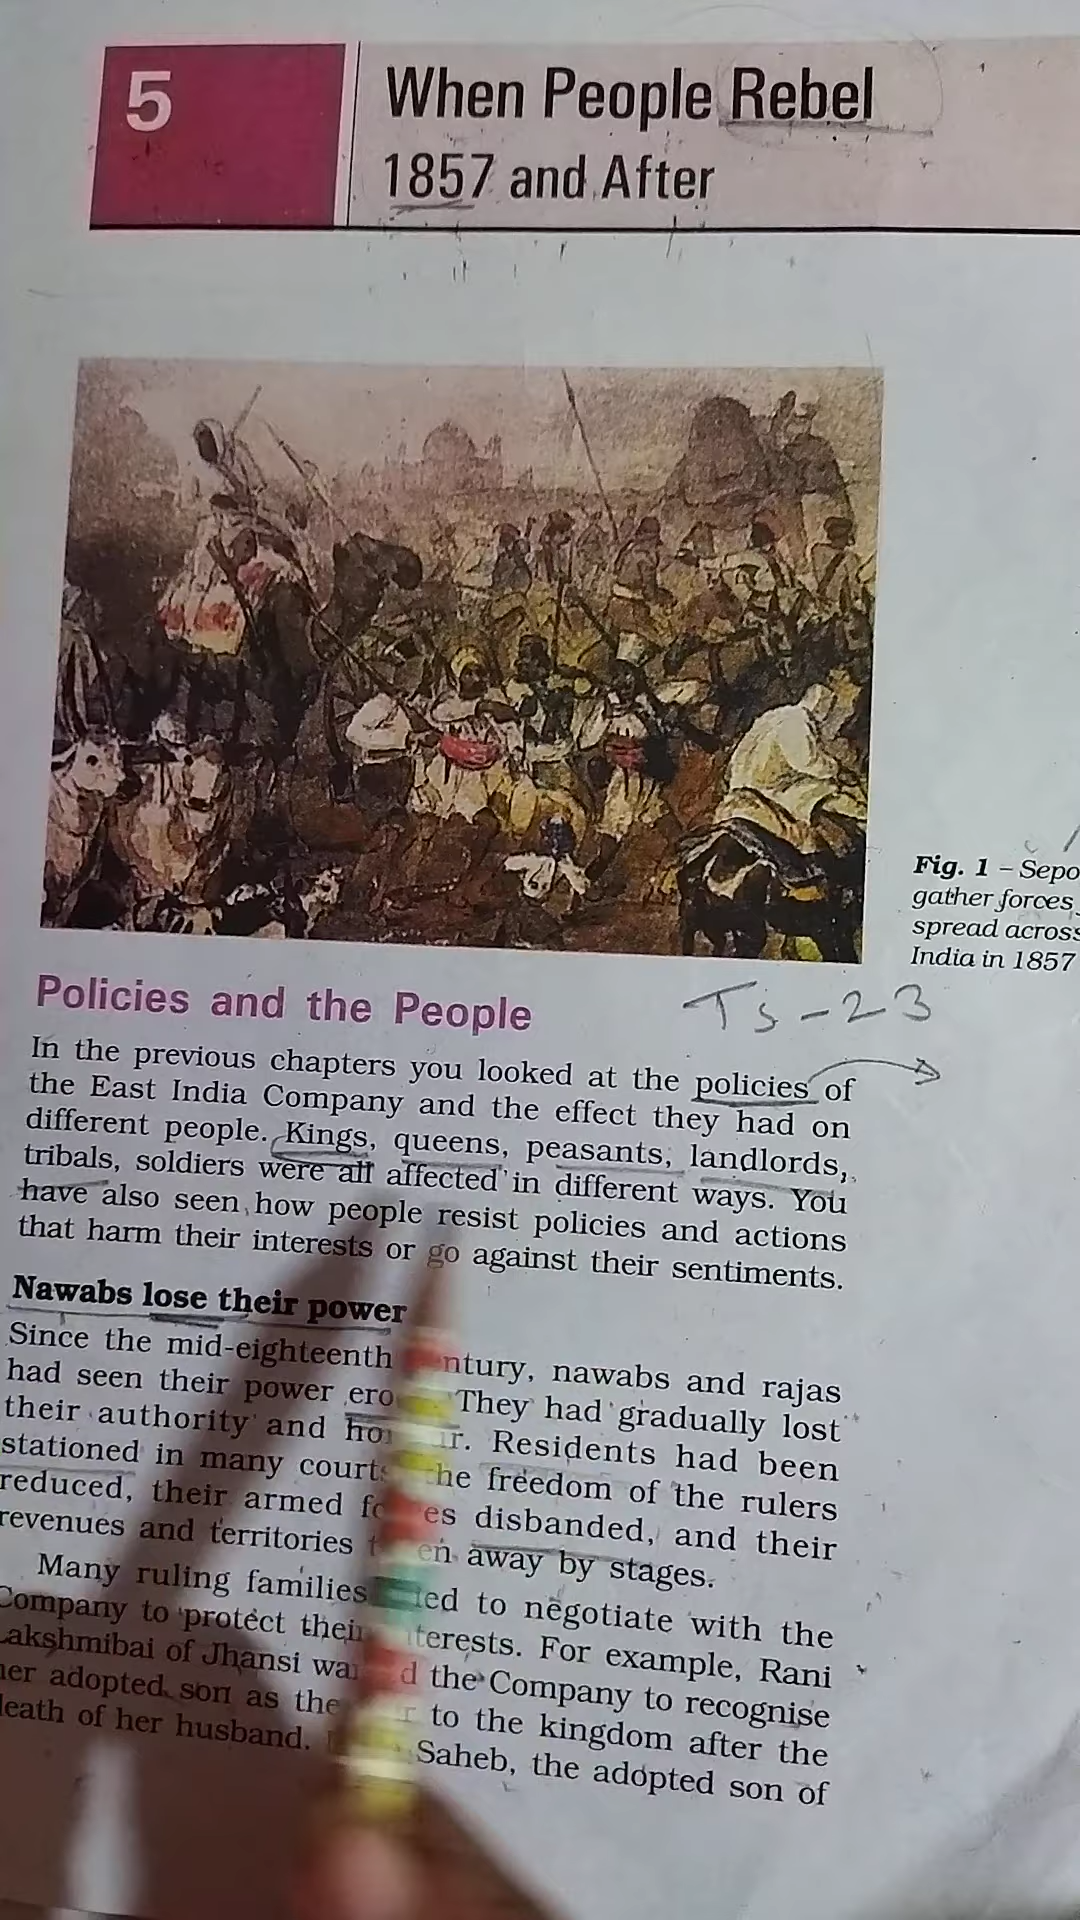 5
When People Rebel
1857 and After
Fig. 1 – Sepo
gather forces
spread across
India in 1857
Policies and the People
Ts - 23
In the previous chapters you looked at the policies of
the East India Company and the effect they had on
different people. Kings, queens, peasants, landlords,
tribals, soldiers were all affected in different ways. You
have also seen how people resist policies and actions
that harm their interests or go against their sentiments.
Nawabs lose their power
Since the mid-eighteenth ntury, nawabs and rajas
had seen their power ero They had gradually lost
their authority and ho r. Residents had been
stationed in many courts he freedom of the rulers
reduced, their armed fo es disbanded, and their
revenues and territories t en away by stages.
Many ruling families ied to negotiate with the
Company to protect their terests. For example, Rani
Lakshmibai of Jhansi wa d the Company to recognise
her adopted son as the r to the kingdom after the
death of her husband. Saheb, the adopted son of